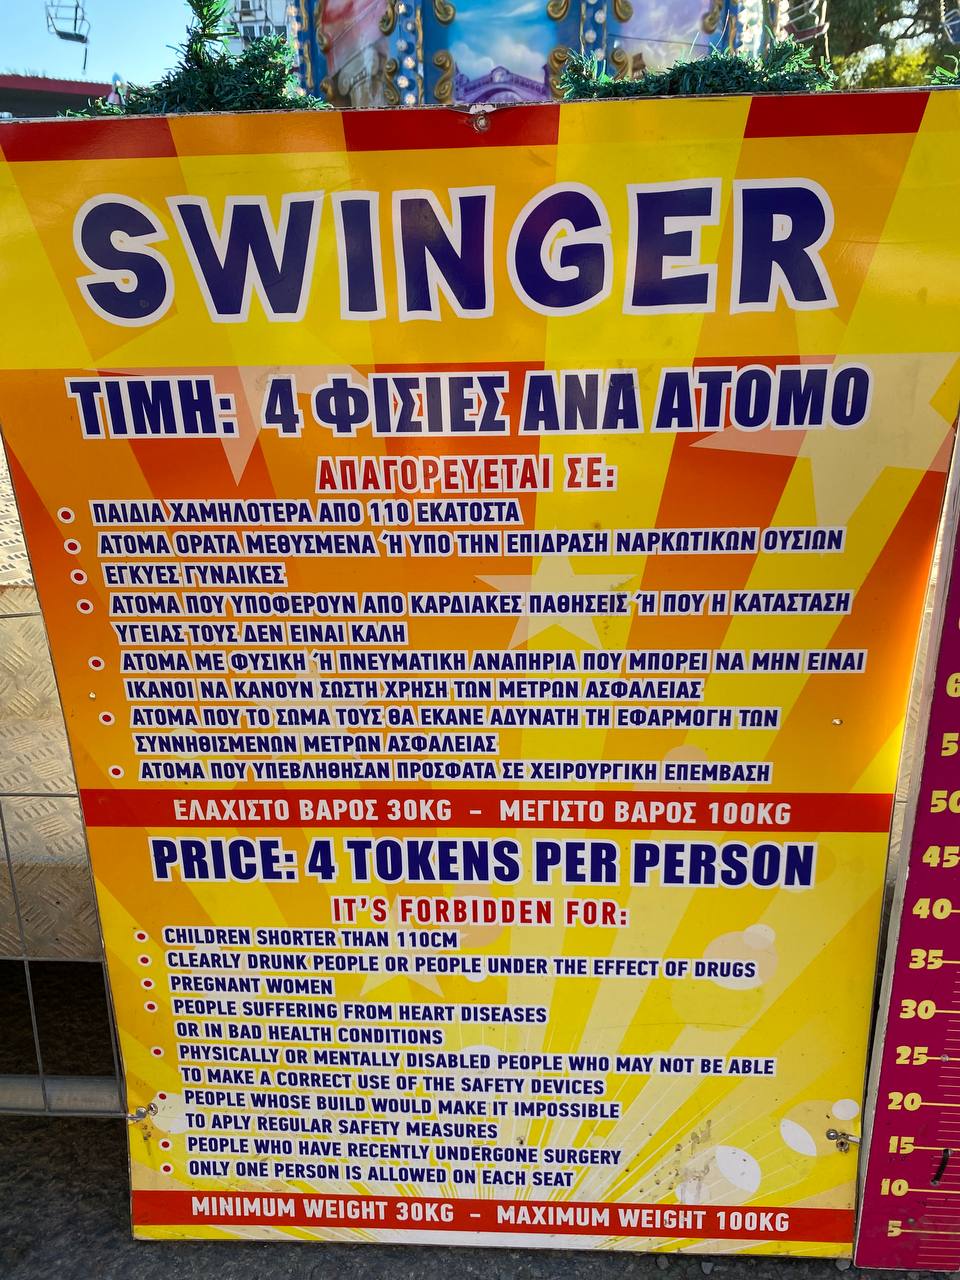 SWINGER
ΤΙΜΗ: 4 ΦΙΣΙΕΣ ΑΝΑ ΑΤΟΜΟ
ΑΠΑΓΟΡΕΥΕΤΑΙ ΣΕ:
• ΠΑΙΔΙΑ ΧΑΜΗΛΟΤΕΡΑ ΑΠΟ 110 ΕΚΑΤΟΣΤΑ
• ΑΤΟΜΑ ΟΡΑΤΑ ΜΕΘΥΣΜΕΝΑ Ή ΥΠΟ ΤΗΝ ΕΠΙΔΡΑΣΗ ΝΑΡΚΩΤΙΚΩΝ ΟΥΣΙΩΝ
• ΕΓΚΥΕΣ ΓΥΝΑΙΚΕΣ
• ΑΤΟΜΑ ΠΟΥ ΥΠΟΦΕΡΟΥΝ ΑΠΟ ΚΑΡΔΙΑΚΕΣ ΠΑΘΗΣΕΙΣ Ή ΠΟΥ Η ΚΑΤΑΣΤΑΣΗ
ΥΓΕΙΑΣ ΤΟΥΣ ΔΕΝ ΕΙΝΑΙ ΚΑΛΗ
• ΑΤΟΜΑ ΜΕ ΦΥΣΙΚΗ Ή ΠΝΕΥΜΑΤΙΚΗ ΑΝΑΠΗΡΙΑ ΠΟΥ ΜΠΟΡΕΙ ΝΑ ΜΗΝ ΕΙΝΑΙ
ΙΚΑΝΟΙ ΝΑ ΚΑΝΟΥΝ ΣΩΣΤΗ ΧΡΗΣΗ ΤΩΝ ΜΕΤΡΩΝ ΑΣΦΑΛΕΙΑΣ
• ΑΤΟΜΑ ΠΟΥ ΤΟ ΣΩΜΑ ΤΟΥΣ ΘΑ ΕΚΑΝΕ ΑΔΥΝΑΤΗ ΤΗ ΕΦΑΡΜΟΓΗ ΤΩΝ
ΣΥΝΝΗΘΙΣΜΕΝΩΝ ΜΕΤΡΩΝ ΑΣΦΑΛΕΙΑΣ
• ΑΤΟΜΑ ΠΟΥ ΥΠΕΒΛΗΘΗΣΑΝ ΠΡΟΣΦΑΤΑ ΣΕ ΧΕΙΡΟΥΡΓΙΚΗ ΕΠΕΜΒΑΣΗ
ΕΛΑΧΙΣΤΟ ΒΑΡΟΣ 30KG - ΜΕΓΙΣΤΟ ΒΑΡΟΣ 100KG
PRICE: 4 TOKENS PER PERSON
IT'S FORBIDDEN FOR:
• CHILDREN SHORTER THAN 110CM
• CLEARLY DRUNK PEOPLE OR PEOPLE UNDER THE EFFECT OF DRUGS
• PREGNANT WOMEN
• PEOPLE SUFFERING FROM HEART DISEASES
OR IN BAD HEALTH CONDITIONS
• PHYSICALLY OR MENTALLY DISABLED PEOPLE WHO MAY NOT BE ABLE
TO MAKE A CORRECT USE OF THE SAFETY DEVICES
• PEOPLE WHOSE BUILD WOULD MAKE IT IMPOSSIBLE
TO APLY REGULAR SAFETY MEASURES
• PEOPLE WHO HAVE RECENTLY UNDERGONE SURGERY
• ONLY ONE PERSON IS ALLOWED ON EACH SEAT
MINIMUM WEIGHT 30KG - MAXIMUM WEIGHT 100KG
45
40
35
30
25
20
15
10
5